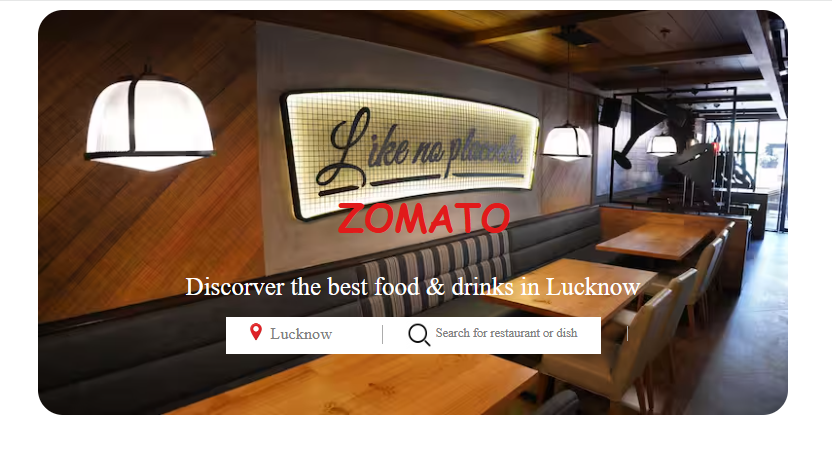 Like no place else
ZOMATO
Discorver the best food & drinks in Lucknow
Lucknow
Search for restaurant or dish